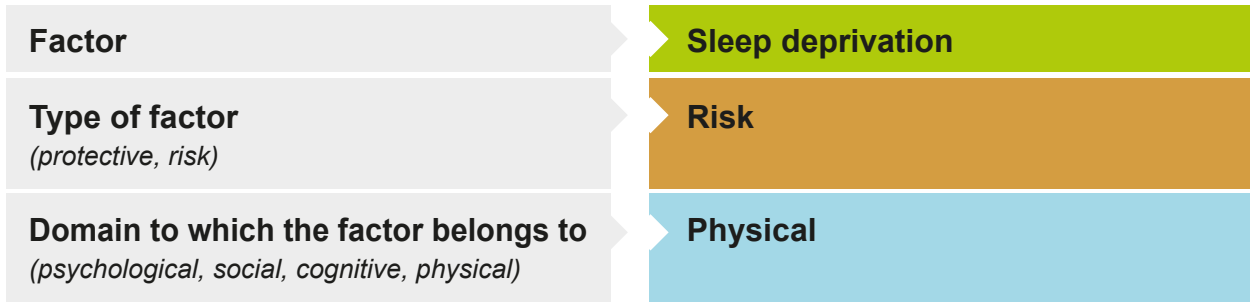 Factor
Sleep deprivation
Type of factor
(protective, risk)
Risk
Domain to which the factor belongs to
(psychological, social, cognitive, physical)
Physical